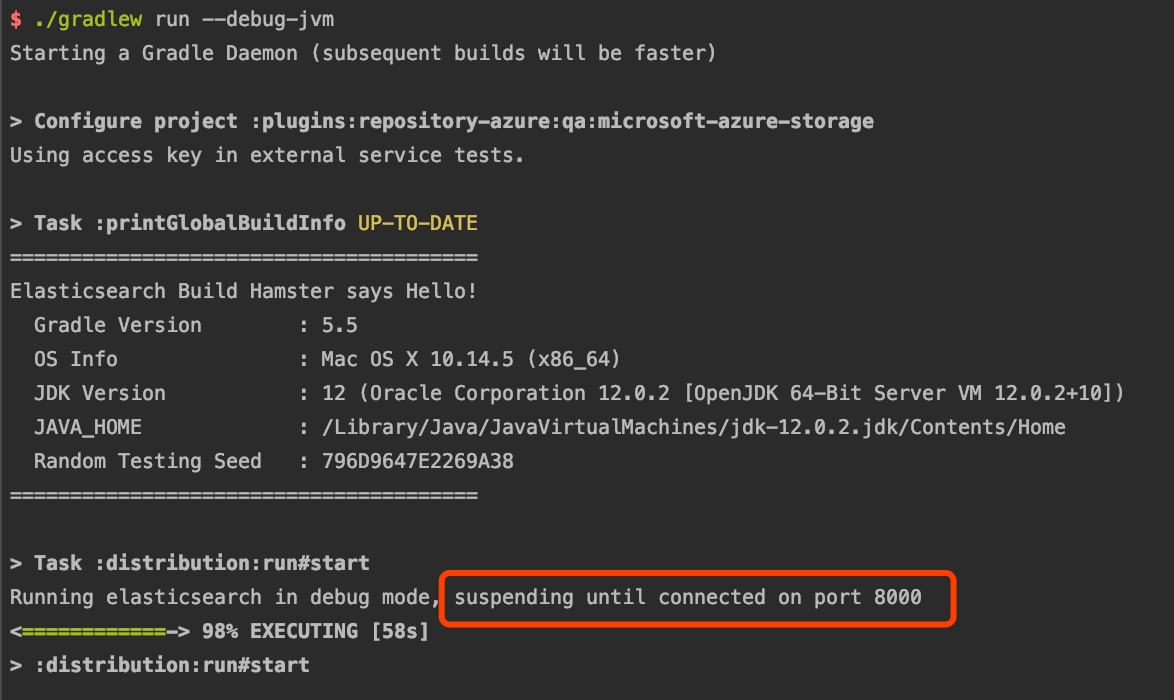 $ ./gradlew run --debug-jvm
Starting a Gradle Daemon (subsequent builds will be faster)
> Configure project :plugins:repository-azure:qa:microsoft-azure-storage
Using access key in external service tests.
> Task :printGlobalBuildInfo UP-TO-DATE
=======================================
Elasticsearch Build Hamster says Hello!
  Gradle Version        : 5.5
  OS Info               : Mac OS X 10.14.5 (x86_64)
  JDK Version           : 12 (Oracle Corporation 12.0.2 [OpenJDK 64-Bit Server VM 12.0.2+10])
  JAVA_HOME             : /Library/Java/JavaVirtualMachines/jdk-12.0.2.jdk/Contents/Home
  Random Testing Seed   : 796D9647E2269A38
=======================================
> Task :distribution:run#start
Running elasticsearch in debug mode, suspending until connected on port 8000
<============-> 98% EXECUTING [58s]
> :distribution:run#start